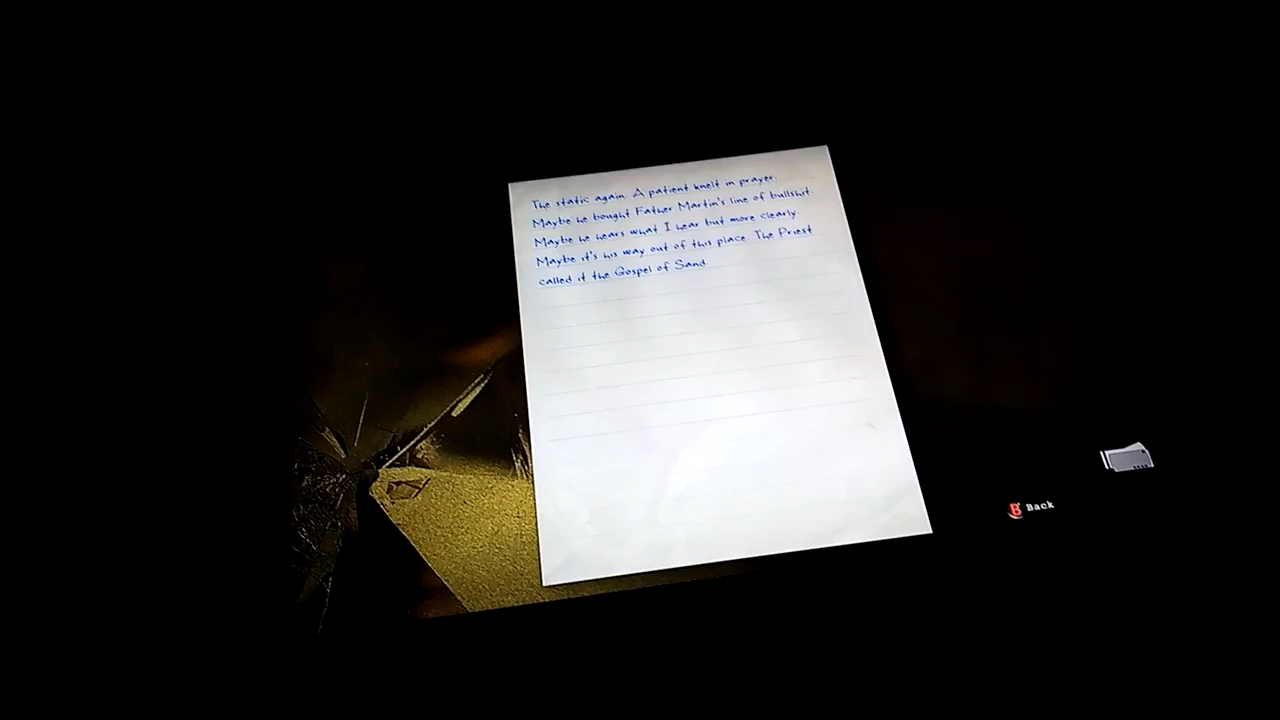 The static again. A patient knelt in prayer.
Maybe he bought Father Martin's line of bullshit.
Maybe he hears what I hear but more clearly.
Maybe it's his way out of this place. The Priest
called it the Gospel of Sand.
B Back